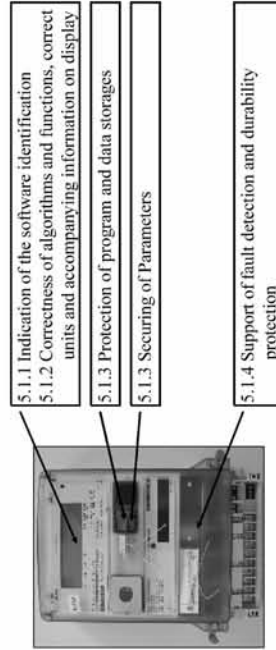 5.1.1 Indication of the software identification
5.1.2 Correctness of algorithms and functions, correct
units and accompanying information on display
5.1.3 Protection of program and data storages
5.1.3 Securing of Parameters
5.1.4 Support of fault detection and durability
protection